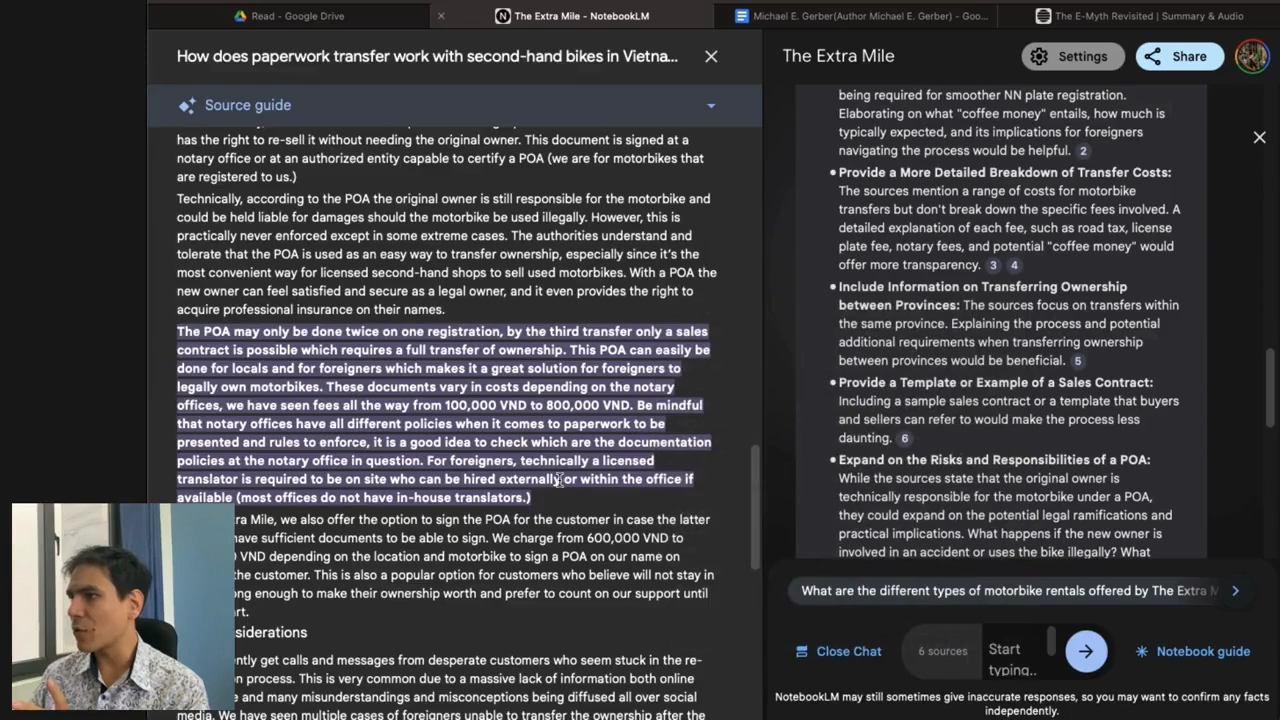 Read - Google Drive
The Extra Mile - NotebookLM
Michael E. Gerber(Author Michael E. Gerber) - Goo...
The E-Myth Revisited | Summary & Audio
How does paperwork transfer work with second-hand bikes in Vietna...
Source guide
has the right to re-sell it without needing the original owner. This document is signed at a
notary office or at an authorized entity capable to certify a POA (we are for motorbikes that
are registered to us.)
Technically, according to the POA the original owner is still responsible for the motorbike and
could be held liable for damages should the motorbike be used illegally. However, this is
practically never enforced except in some extreme cases. The authorities understand and
tolerate that the POA is used as an easy way to transfer ownership, especially since it's the
most convenient way for licensed second-hand shops to sell used motorbikes. With a POA the
new owner can feel satisfied and secure as a legal owner, and it even provides the right to
acquire professional insurance on their names.
The POA may only be done twice on one registration, by the third transfer only a sales
contract is possible which requires a full transfer of ownership. This POA can easily be
done for locals and for foreigners which makes it a great solution for foreigners to
legally own motorbikes. These documents vary in costs depending on the notary
offices, we have seen fees all the way from 100,000 VND to 800,000 VND. Be mindful
that notary offices have all different policies when it comes to paperwork to be
presented and rules to enforce, it is a good idea to check which are the documentation
policies at the notary office in question. For foreigners, technically a licensed
translator is required to be on site who can be hired externally or within the office if
available (most offices do not have in-house translators.)
tra Mile, we also offer the option to sign the POA for the customer in case the latter
have sufficient documents to be able to sign. We charge from 600,000 VND to
VND depending on the location and motorbike to sign a POA on our name on
the customer. This is also a popular option for customers who believe will not stay in
ong enough to make their ownership worth and prefer to count on our support until
rt.
siderations
ently get calls and messages from desperate customers who seem stuck in the re-
on process. This is very common due to a massive lack of information both online
e and many misunderstandings and misconceptions being diffused all over social
media. We have seen multiple cases of foreigners unable to transfer the ownership after the
The Extra Mile
Settings
Share
being required for smoother NN plate registration.
Elaborating on what "coffee money" entails, how much is
typically expected, and its implications for foreigners
navigating the process would be helpful. 2
• Provide a More Detailed Breakdown of Transfer Costs:
The sources mention a range of costs for motorbike
transfers but don't break down the specific fees involved. A
detailed explanation of each fee, such as road tax, license
plate fee, notary fees, and potential "coffee money" would
offer more transparency. 3 4
• Include Information on Transferring Ownership
between Provinces: The sources focus on transfers within
the same province. Explaining the process and potential
additional requirements when transferring ownership
between provinces would be beneficial. 5
• Provide a Template or Example of a Sales Contract:
Including a sample sales contract or a template that buyers
and sellers can refer to would make the process less
daunting. 6
• Expand on the Risks and Responsibilities of a POA:
While the sources state that the original owner is
technically responsible for the motorbike under a POA,
they could expand on the potential legal ramifications and
practical implications. What happens if the new owner is
involved in an accident or uses the bike illegally? What
What are the different types of motorbike rentals offered by The Extra M
Close Chat
6 sources
Start
typing..
Notebook guide
NotebookLM may still sometimes give inaccurate responses, so you may want to confirm any facts
independently.